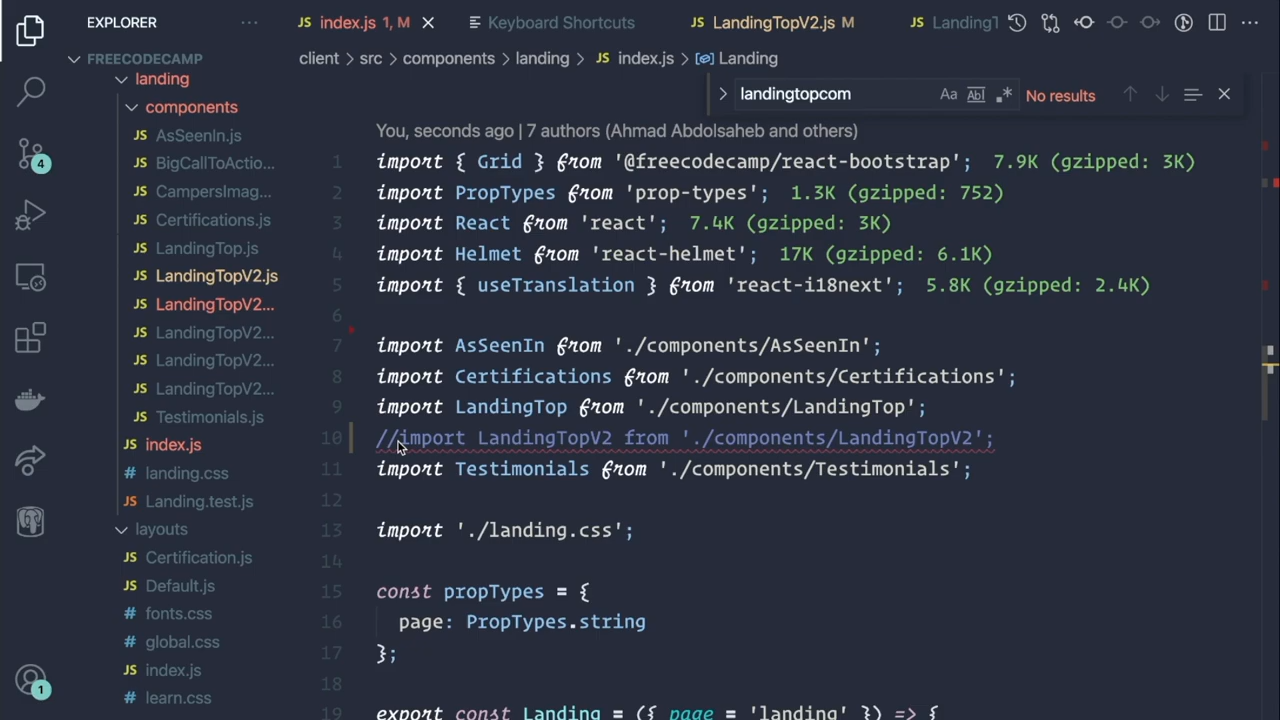 EXPLORER
FREECODECAMP
landing
components
AsSeenIn.js
BigCallToActio...
CampersImag...
Certifications.js
LandingTop.js
LandingTopV2.js
LandingTopV2...
LandingTopV2...
LandingTopV2...
LandingTopV2...
Testimonials.js
index.js
landing.css
Landing.test.js
layouts
Certification.js
Default.js
fonts.css
global.css
index.js
learn.css
4
1
index.js 1, M
Keyboard Shortcuts
LandingTopV2.js M
Landing1
client > src > components > landing > index.js > Landing
landingtopcom
Aa
Abl
No results
You, seconds ago | 7 authors (Ahmad Abdolsaheb and others)
1 import { Grid } from '@freecodecamp/react-bootstrap'; 7.9K (gzipped: 3K)
2 import PropTypes from 'prop-types'; 1.3K (gzipped: 752)
3 import React from 'react'; 7.4K (gzipped: 3K)
4 import Helmet from 'react-helmet'; 17K (gzipped: 6.1K)
5 import { useTranslation } from 'react-i18next'; 5.8K (gzipped: 2.4K)
6
7 import AsSeenIn from './components/AsSeenIn';
8 import Certifications from './components/Certifications';
9 import LandingTop from './components/LandingTop';
10 //import LandingTopV2 from './components/LandingTopV2';
11 import Testimonials from './components/Testimonials';
12
13 import './landing.css';
14
15 const propTypes = {
16 page: PropTypes.string
17 };
18
export const Landing = ({ page = 'landing' }) => {